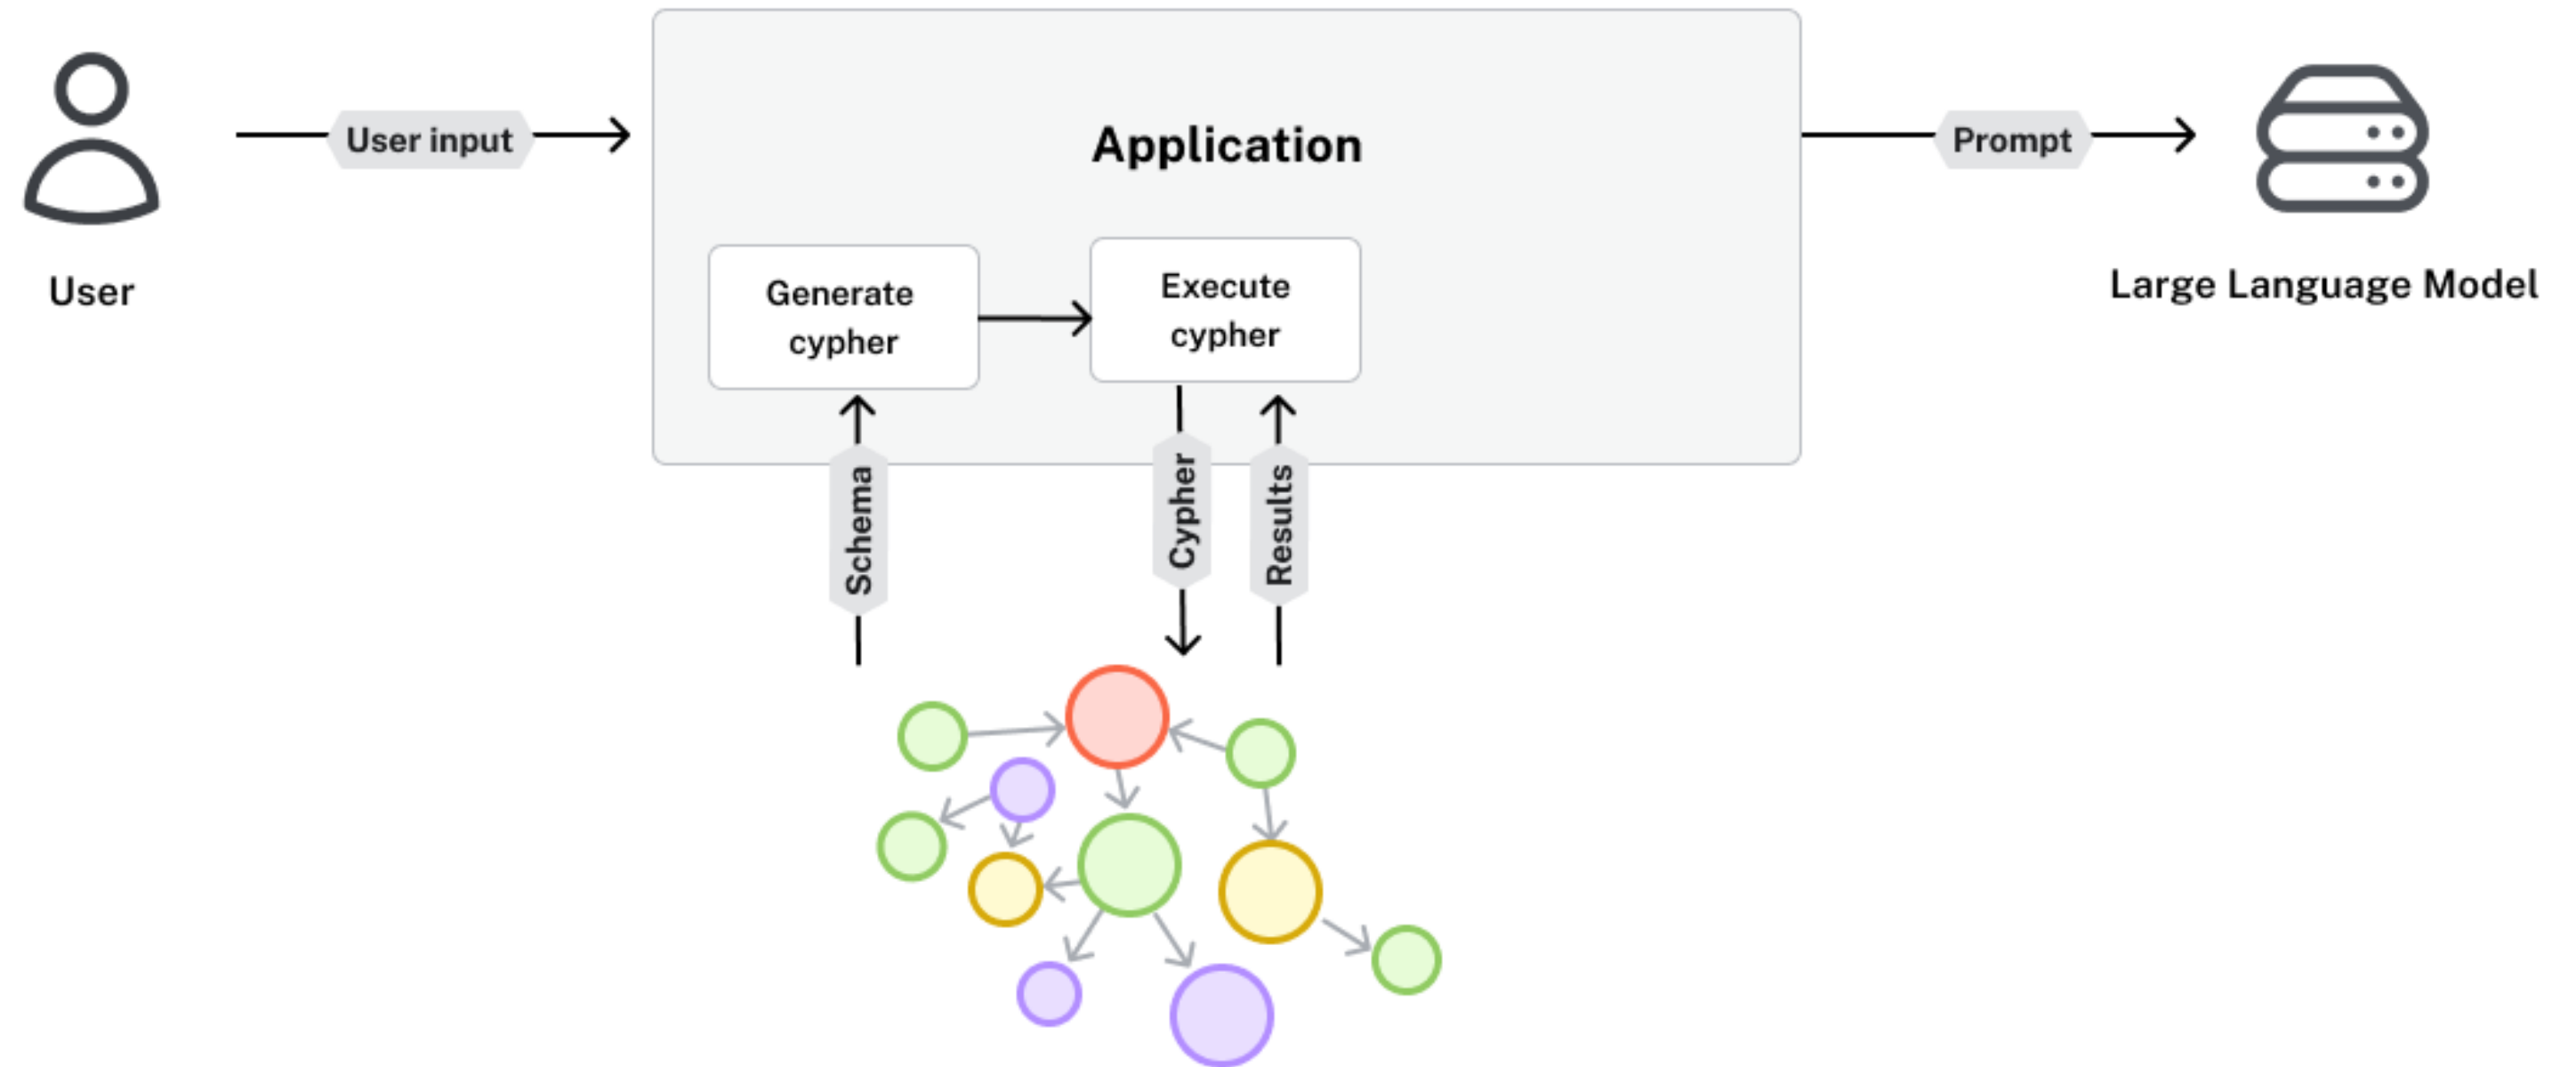 User input
Application
Prompt
User
Generate
cypher
Execute
cypher
Large Language Model
Schema
Cypher
Results